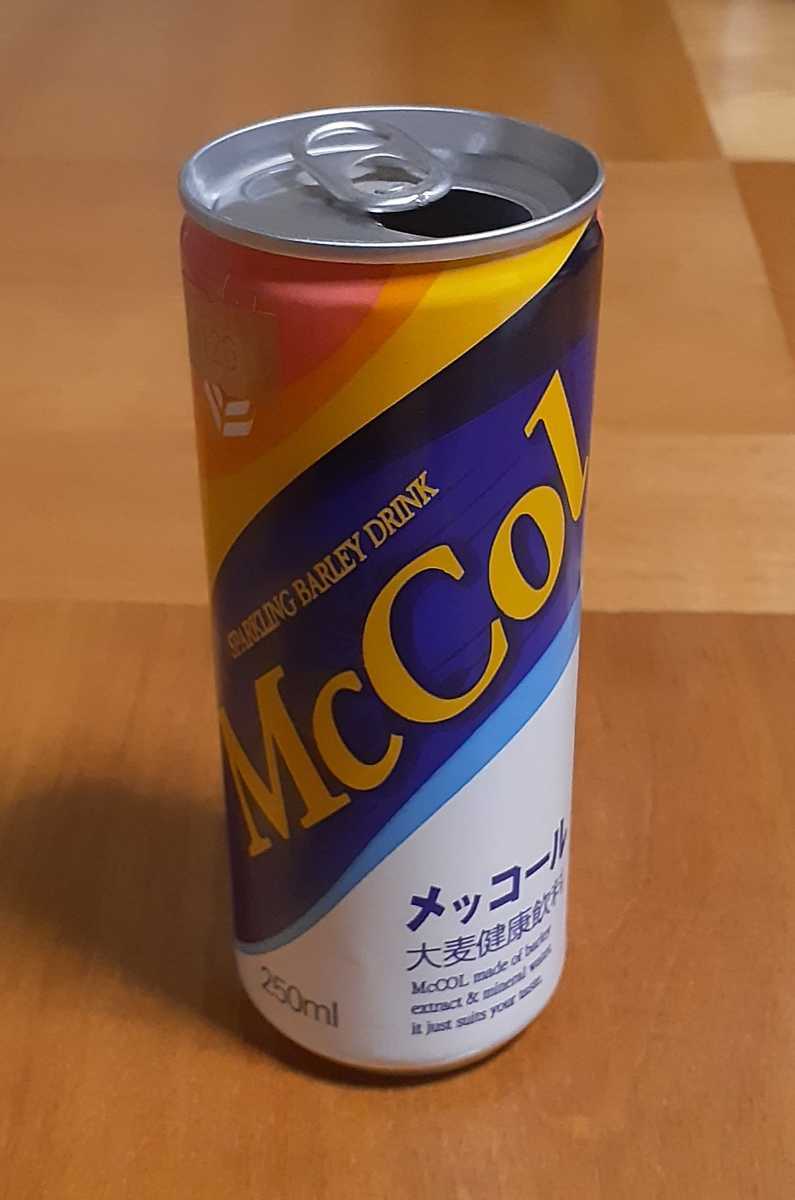 SPARKLING BARLEY DRINK
McCol
メッコール
大麦健康飲料
McCOL made of barley
extract & mineral water.
it just suits your taste.
250ml